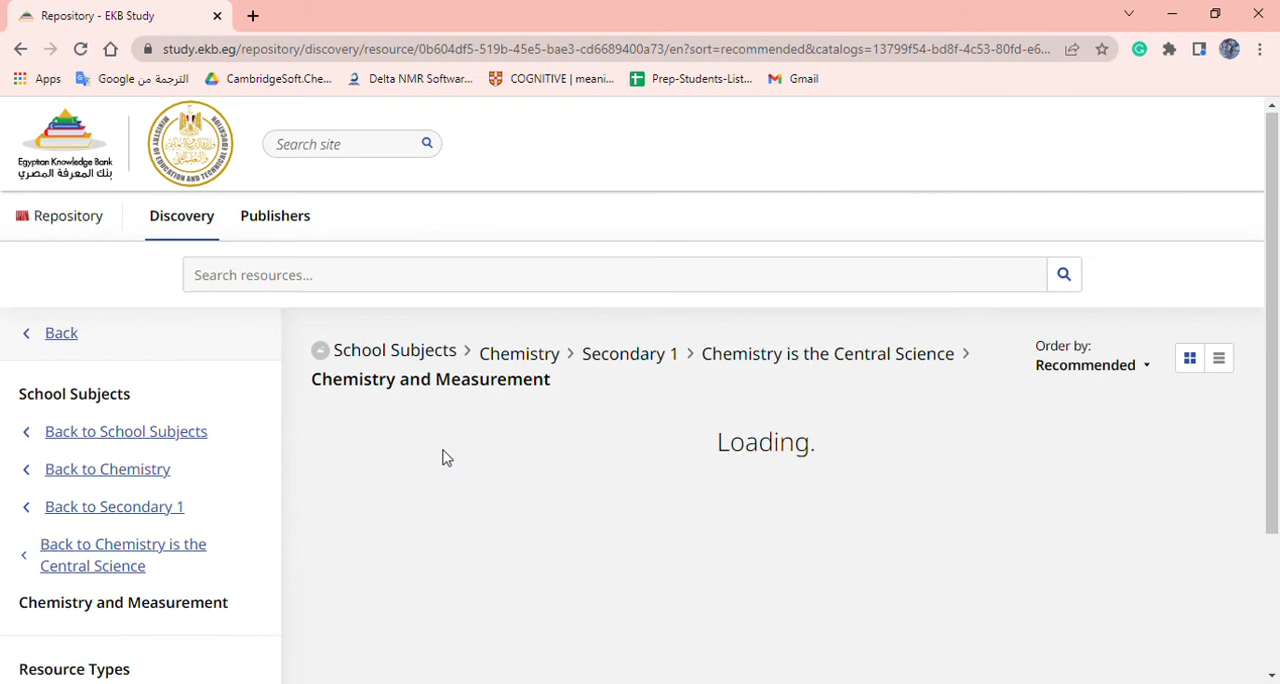 Repository - EKB Study
study.ekb.eg/repository/discovery/resource/0b604df5-519b-45e5-bae3-cd6689400a73/en?sort=recommended&catalogs=13799f54-bd8f-4c53-80fd-e6...
Apps
Google الترجمة من
CambridgeSoft.Che...
Delta NMR Softwar...
COGNITIVE | meani...
Prep-Students-List...
Gmail
Egyptian Knowledge Bank
بنك المعرفة المصري
Search site
Repository
Discovery
Publishers
Search resources...
Back
School Subjects
Back to School Subjects
Back to Chemistry
Back to Secondary 1
Back to Chemistry is the
Central Science
Chemistry and Measurement
Resource Types
School Subjects > Chemistry > Secondary 1 > Chemistry is the Central Science >
Chemistry and Measurement
Order by:
Recommended
Loading.